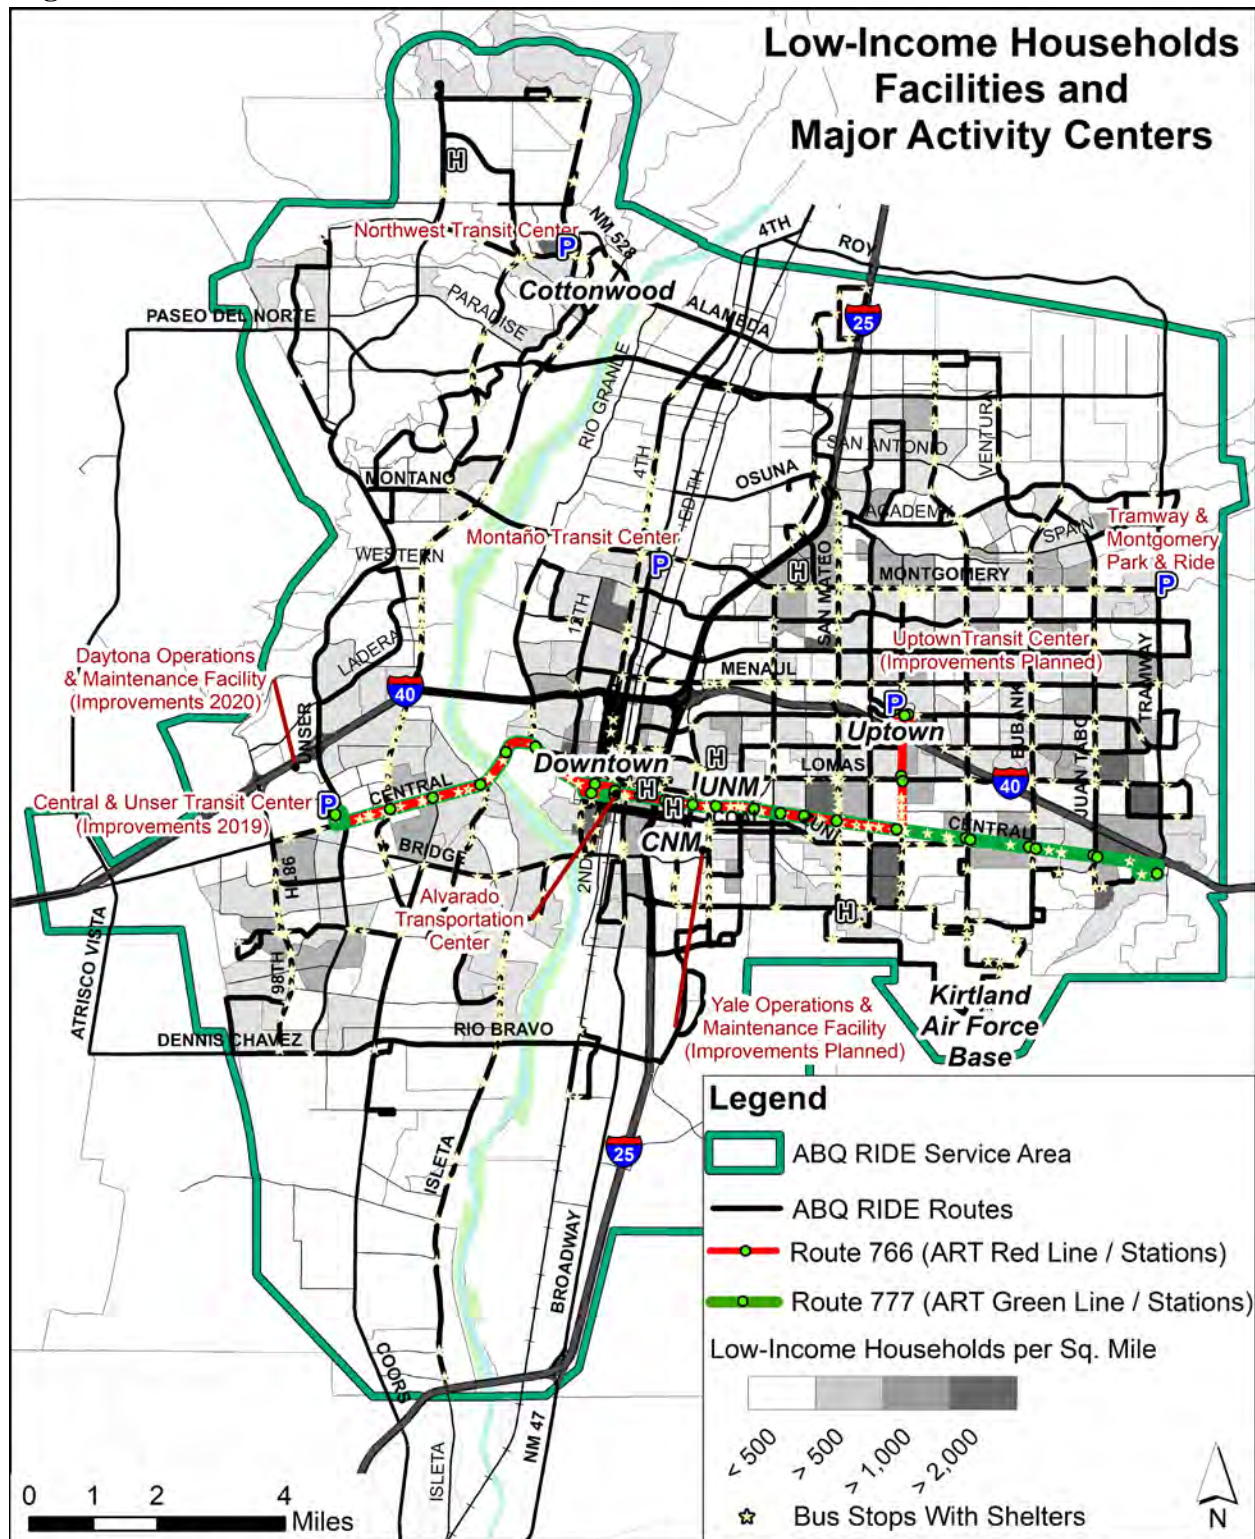 Low-Income Households
Facilities and
Major Activity Centers
H
Northwest Transit Center
P
NM 528
4TH
ROY
Cottonwood
PARADISE
PASEO DEL NORTE
ALAMEDA
25
RIO GRANDE
VENTURA
SAN ANTONIO
4TH
EDITH
OSUNA
MONTANO
ACADEMY
SPAIN
Tramway &
Montgomery
Park & Ride
P
Montaño Transit Center
P
WESTERN
H
SAN MATEO
MONTGOMERY
12TH
LADERA
Daytona Operations
& Maintenance Facility
(Improvements 2020)
UptownTransit Center
(Improvements Planned)
MENAUL
TRAMWAY
40
UNSER
P
Uptown
EUBANK
JUAN TABO
Downtown
H
LOMAS
UNM
40
Central & Unser Transit Center
(Improvements 2019)
P
CENTRAL
H
H
CENTRAL
BRIDGE
CNM
2ND
98TH
Alvarado
Transportation
Center
H
ATRISCO VISTA
98TH
Kirtland
Air Force
Base
Yale Operations &
Maintenance Facility
(Improvements Planned)
DENNIS CHAVEZ
RIO BRAVO
ISLETA
25
BROADWAY
COORS
NM 47
ISLETA
0 1 2 4
Miles
Legend
ABQ RIDE Service Area
ABQ RIDE Routes
Route 766 (ART Red Line / Stations)
Route 777 (ART Green Line / Stations)
Low-Income Households per Sq. Mile
< 500
> 500
> 1,000
> 2,000
Bus Stops With Shelters
N